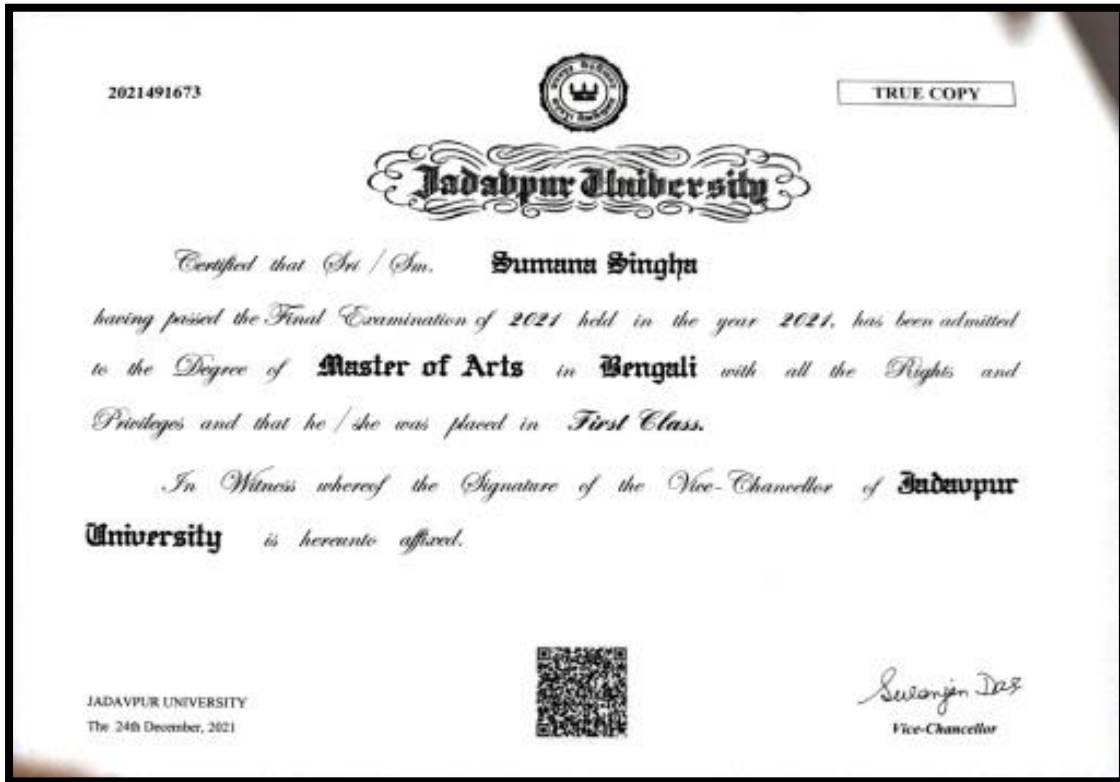 2021491673
TRUE COPY
Jadavpur University
Certified that Sri / Sm. Sumana Singha
having passed the Final Examination of 2021 held in the year 2021, has been admitted
to the Degree of Master of Arts in Bengali with all the Rights and
Privileges and that he / she was placed in First Class.
In Witness whereof the Signature of the Vice-Chancellor of Jadavpur
University is hereunto affixed.
JADAVPUR UNIVERSITY
The 24th December, 2021
Suranjan Das
Vice-Chancellor